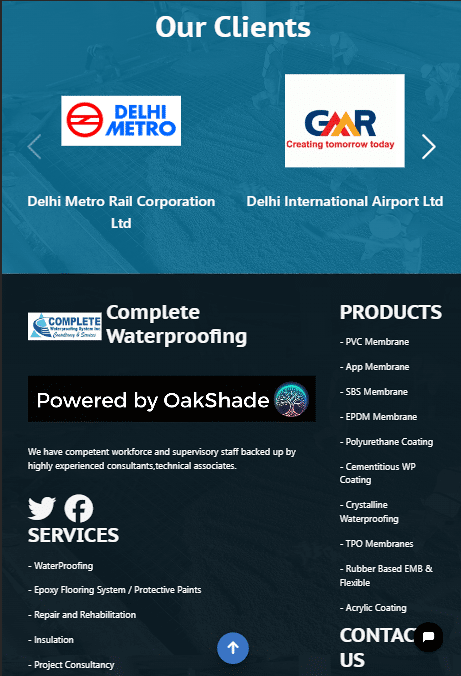 Our Clients
DELHI
METRO
GMR
Creating tomorrow today
Delhi Metro Rail Corporation
Ltd
Delhi International Airport Ltd
COMPLETE
Waterproofing System Inc
Consultancy & Services
Complete
Waterproofing
Powered by OakShade
We have competent workforce and supervisory staff backed up by
highly experienced consultants,technical associates.
SERVICES
- WaterProofing
- Epoxy Flooring System / Protective Paints
- Repair and Rehabilitation
- Insulation
- Project Consultancy
PRODUCTS
- PVC Membrane
- App Membrane
- SBS Membrane
- EPDM Membrane
- Polyurethane Coating
- Cementitious WP
Coating
- Crystalline
Waterproofing
- TPO Membranes
- Rubber Based EMB &
Flexible
- Acrylic Coating
CONTAC
US